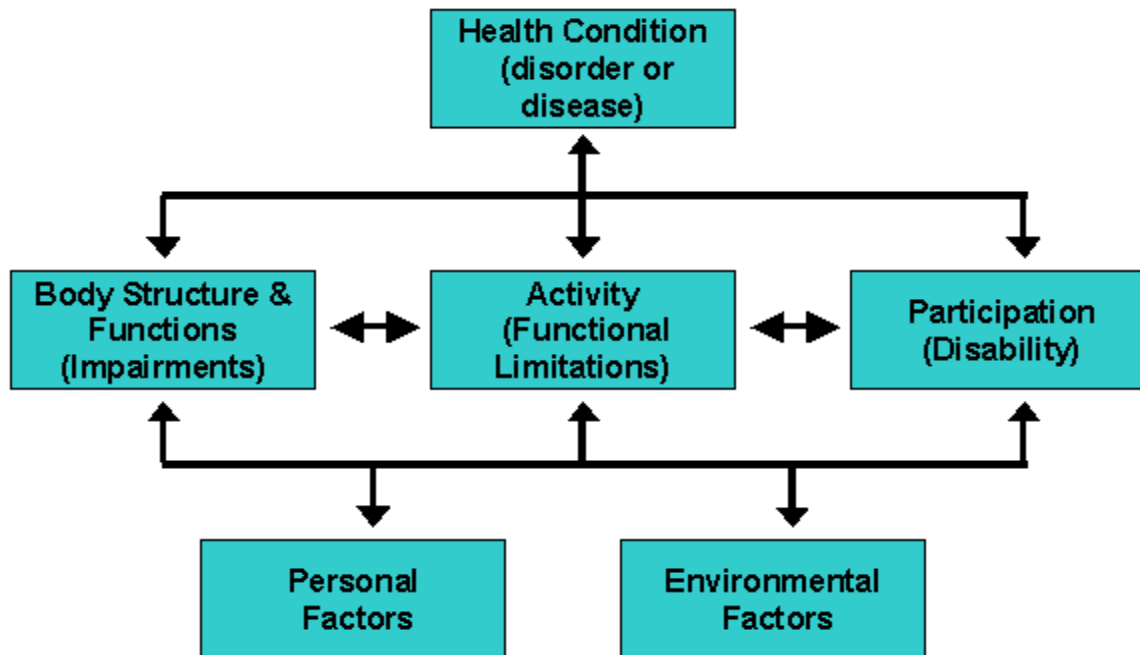 Health Condition
(disorder or
disease)
Body Structure &
Functions
(Impairments)
Activity
(Functional
Limitations)
Participation
(Disability)
Personal
Factors
Environmental
Factors